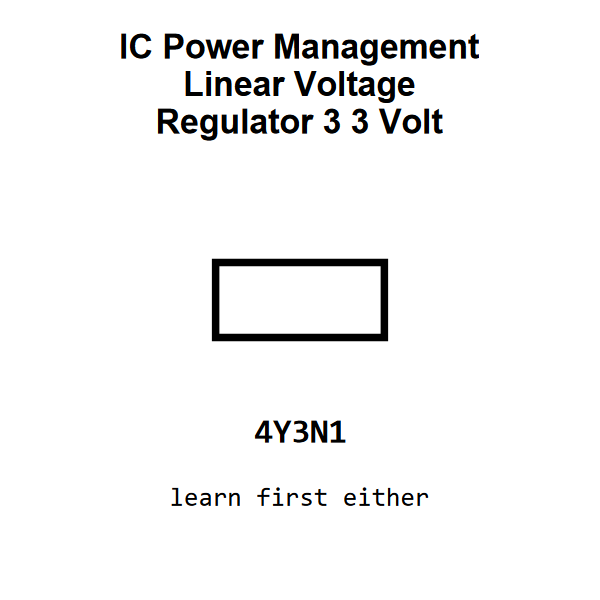 IC Power Management
Linear Voltage
Regulator 3 3 Volt
4Y3N1
learn first either